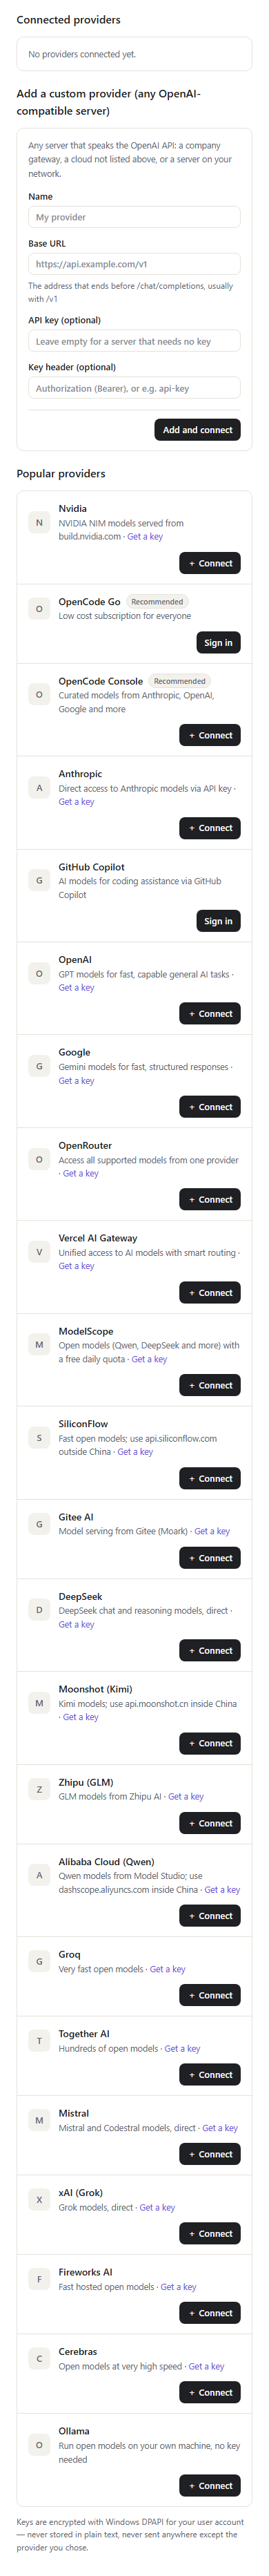 Connected providers
No providers connected yet.
Add a custom provider (any OpenAI-
compatible server)
Any server that speaks the OpenAI API: a company
gateway, a cloud not listed above, or a server on your
network.
Name
My provider
Base URL
https://api.example.com/v1
The address that ends before /chat/completions, usually
with /v1
API key (optional)
Leave empty for a server that needs no key
Key header (optional)
Authorization (Bearer), or e.g. api-key
Add and connect
Popular providers
N
Nvidia
NVIDIA NIM models served from
build.nvidia.com · Get a key
+ Connect
O
OpenCode Go Recommended
Low cost subscription for everyone
Sign in
O
OpenCode Console Recommended
Curated models from Anthropic, OpenAI,
Google and more
+ Connect
A
Anthropic
Direct access to Anthropic models via API key ·
Get a key
+ Connect
G
GitHub Copilot
AI models for coding assistance via GitHub
Copilot
Sign in
O
OpenAI
GPT models for fast, capable general AI tasks ·
Get a key
+ Connect
G
Google
Gemini models for fast, structured responses ·
Get a key
+ Connect
O
OpenRouter
Access all supported models from one provider
· Get a key
+ Connect
V
Vercel AI Gateway
Unified access to AI models with smart routing ·
Get a key
+ Connect
M
ModelScope
Open models (Qwen, DeepSeek and more) with
a free daily quota · Get a key
+ Connect
S
SiliconFlow
Fast open models; use api.siliconflow.com
outside China · Get a key
+ Connect
G
Gitee AI
Model serving from Gitee (Moark) · Get a key
+ Connect
D
DeepSeek
DeepSeek chat and reasoning models, direct ·
Get a key
+ Connect
M
Moonshot (Kimi)
Kimi models; use api.moonshot.cn inside China
· Get a key
+ Connect
Z
Zhipu (GLM)
GLM models from Zhipu AI · Get a key
+ Connect
A
Alibaba Cloud (Qwen)
Qwen models from Model Studio; use
dashscope.aliyuncs.com inside China · Get a key
+ Connect
G
Groq
Very fast open models · Get a key
+ Connect
T
Together AI
Hundreds of open models · Get a key
+ Connect
M
Mistral
Mistral and Codestral models, direct · Get a key
+ Connect
X
xAI (Grok)
Grok models, direct · Get a key
+ Connect
F
Fireworks AI
Fast hosted open models · Get a key
+ Connect
C
Cerebras
Open models at very high speed · Get a key
+ Connect
O
Ollama
Run open models on your own machine, no key
needed
+ Connect
Keys are encrypted with Windows DPAPI for your user account
— never stored in plain text, never sent anywhere except the
provider you chose.